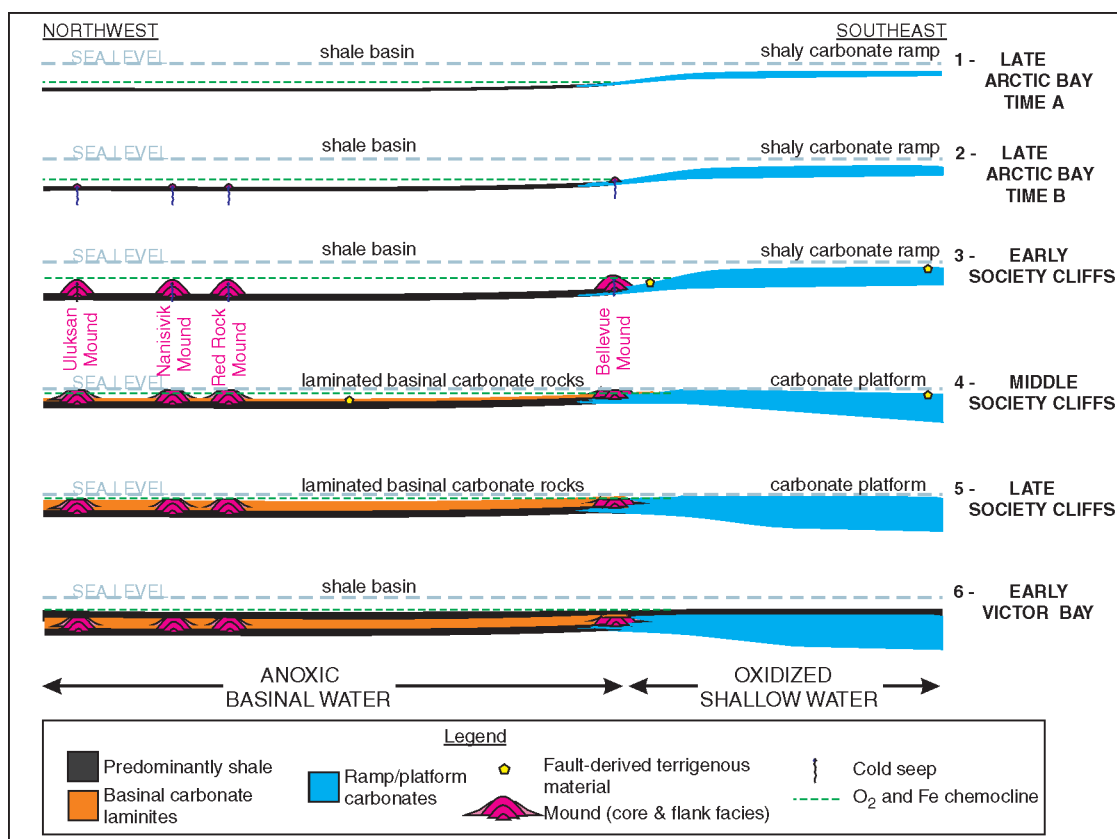 NORTHWEST
SOUTHEAST
SEA LEVEL
shale basin
shaly carbonate ramp
1 - LATE
ARCTIC BAY
TIME A
SEA LEVEL
shale basin
shaly carbonate ramp
2 - LATE
ARCTIC BAY
TIME B
SEA LEVEL
shale basin
shaly carbonate ramp
3 - EARLY
SOCIETY CLIFFS
Uluksan
Mound
Nanisivik
Mound
Red Rock
Mound
Bellevue
Mound
SEA LEVEL
laminated basinal carbonate rocks
carbonate platform
4 - MIDDLE
SOCIETY CLIFFS
SEA LEVEL
laminated basinal carbonate rocks
carbonate platform
5 - LATE
SOCIETY CLIFFS
SEA LEVEL
shale basin
6 - EARLY
VICTOR BAY
ANOXIC
BASINAL WATER
OXIDIZED
SHALLOW WATER
Legend
Predominantly shale
Basinal carbonate
laminites
Ramp/platform
carbonates
Fault-derived terrigenous
material
Mound (core & flank facies)
Cold seep
O2 and Fe chemocline